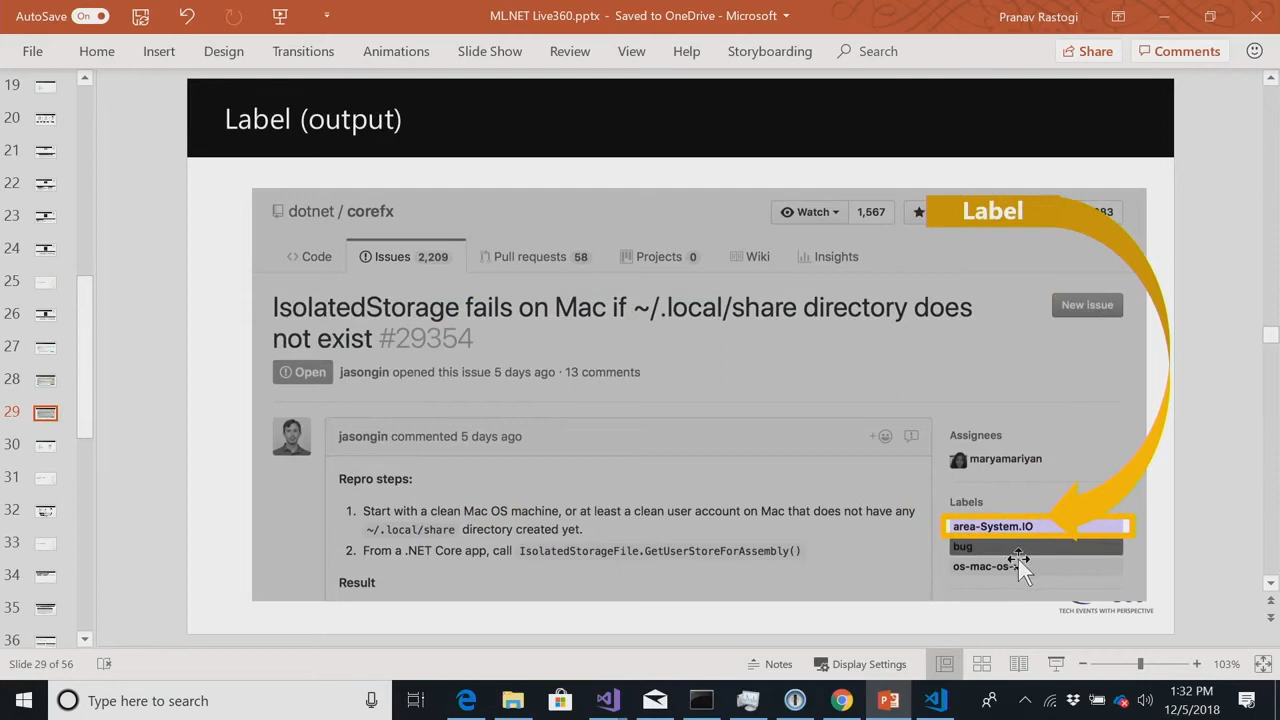 AutoSave On
ML.NET Live360.pptx - Saved to OneDrive - Microsoft
Pranav Rastogi
File Home Insert Design Transitions Animations Slide Show Review View Help Storyboarding Search Share Comments
19
20
21
22
23
24
25
26
27
28
29
30
31
32
33
34
35
36
Label (output)
dotnet / corefx
Watch 1,567
Label
Code Issues 2,209 Pull requests 58 Projects 0 Wiki Insights
IsolatedStorage fails on Mac if ~/.local/share directory does
not exist #29354
New issue
Open jasongin opened this issue 5 days ago · 13 comments
jasongin commented 5 days ago
Repro steps:
1. Start with a clean Mac OS machine, or at least a clean user account on Mac that does not have any
~/.local/share directory created yet.
2. From a .NET Core app, call IsolatedStorageFile.GetUserStoreForAssembly()
Result
Assignees
maryamariyan
Labels
area-System.IO
bug
os-mac-os-
TECH EVENTS WITH PERSPECTIVE
Slide 29 of 56
Notes Display Settings 103%
Type here to search
1:32 PM
12/5/2018